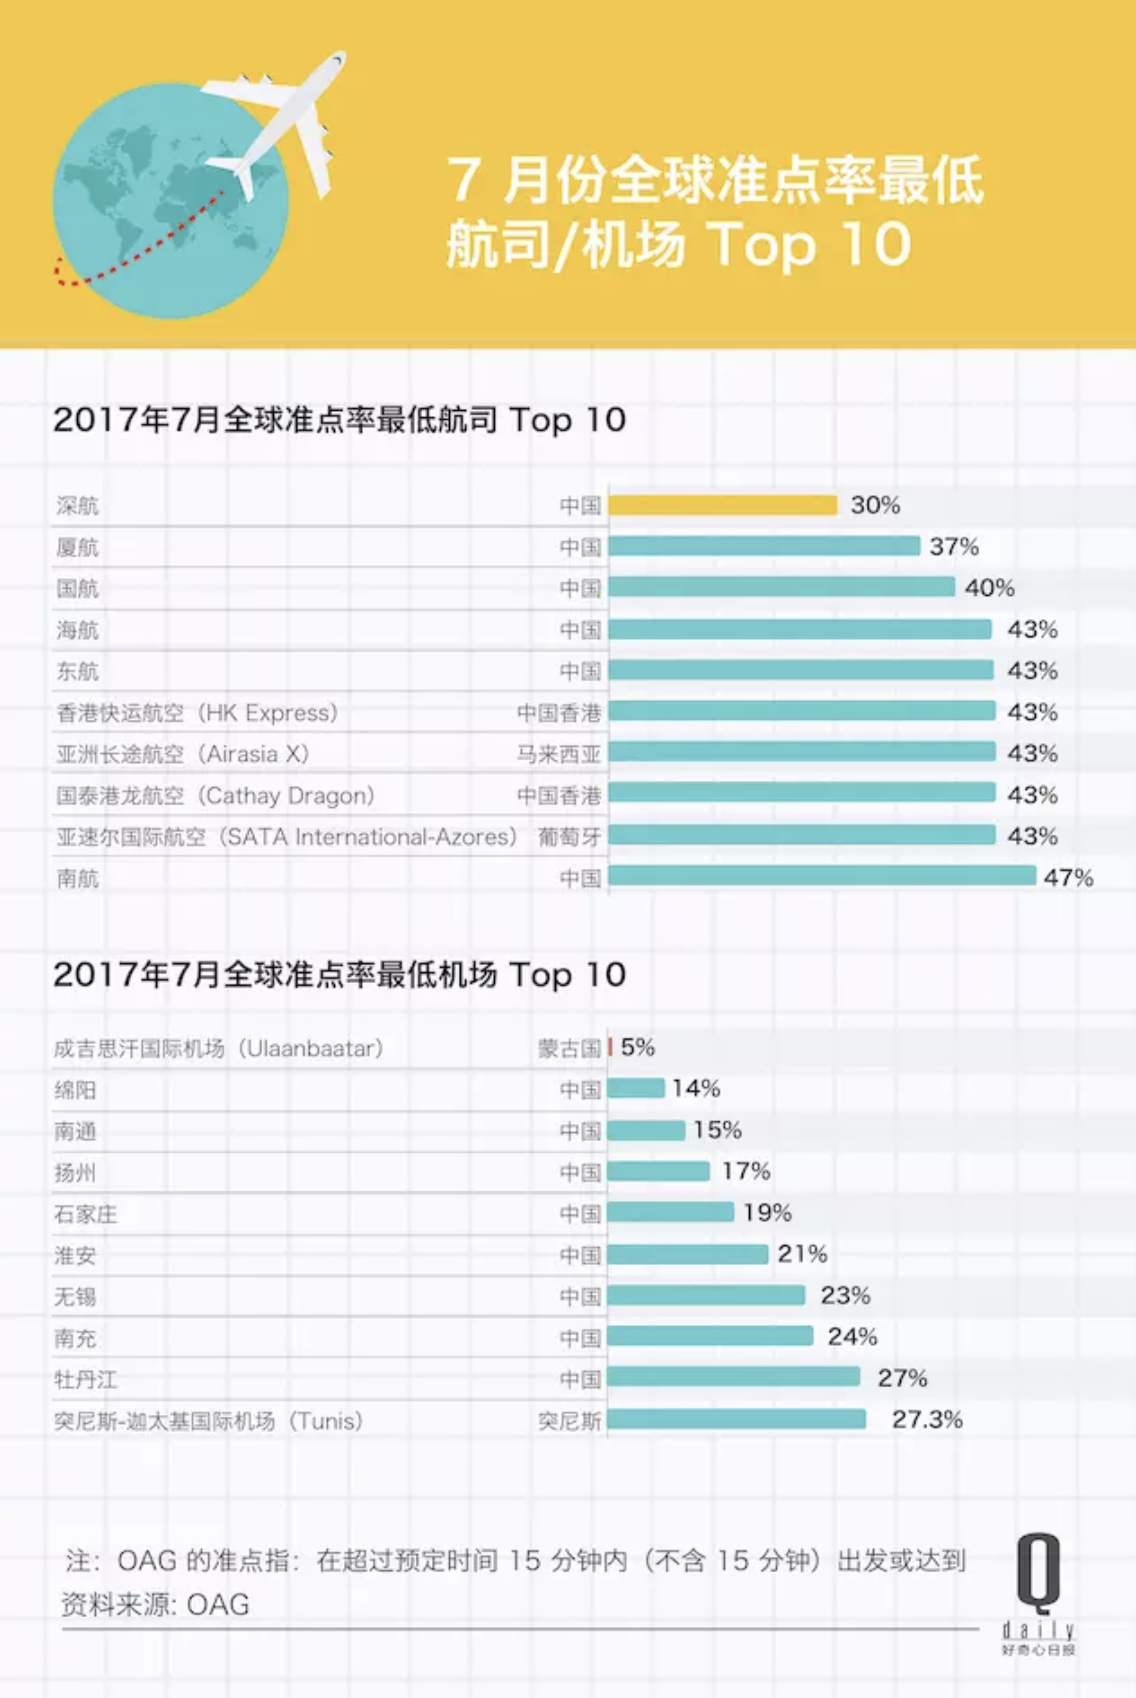 7 月份全球准点率最低
航司/机场 Top 10
2017年7月全球准点率最低航司 Top 10
深航 中国 30%
厦航 中国 37%
国航 中国 40%
海航 中国 43%
东航 中国 43%
香港快运航空（HK Express） 中国香港 43%
亚洲长途航空（Airasia X） 马来西亚 43%
国泰港龙航空（Cathay Dragon） 中国香港 43%
亚速尔国际航空（SATA International-Azores） 葡萄牙 43%
南航 中国 47%
2017年7月全球准点率最低机场 Top 10
成吉思汗国际机场（Ulaanbaatar） 蒙古国 5%
绵阳 中国 14%
南通 中国 15%
扬州 中国 17%
石家庄 中国 19%
淮安 中国 21%
无锡 中国 23%
南充 中国 24%
牡丹江 中国 27%
突尼斯-迦太基国际机场（Tunis） 突尼斯 27.3%
注：OAG 的准点指：在超过预定时间 15 分钟内（不含 15 分钟）出发或达到
资料来源: OAG
Q
daily
好奇心日报